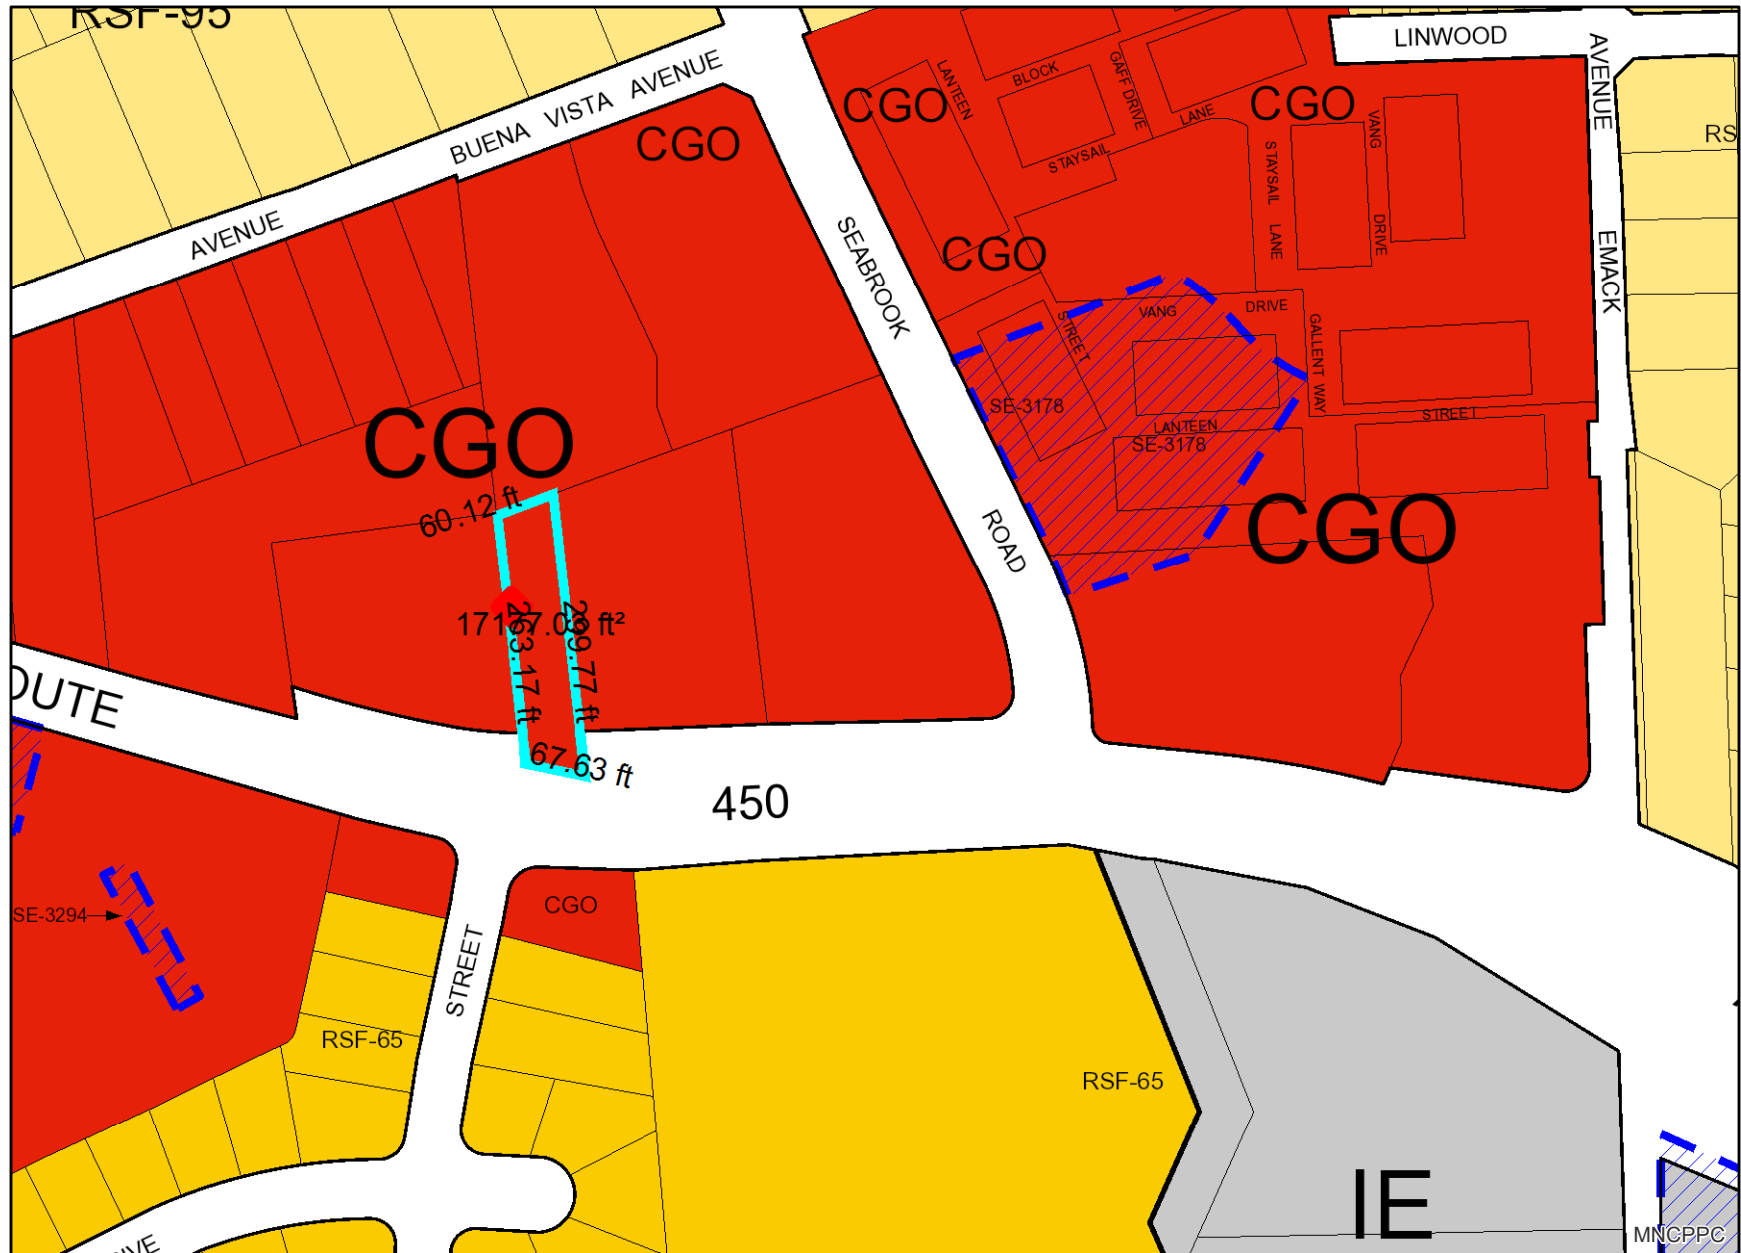 RSF-95
LINWOOD
AVENUE
BUENA VISTA AVENUE
CGO
CGO
LANTEEN
BLOCK
GAFF DRIVE
LANE
CGO
VANG
RS
STAYSAIL
STAYSAIL LANE
DRIVE
AVENUE
SEABROOK
CGO
EMACK
STREET
VANG
DRIVE
GALLENT WAY
SE-3178
LANTEEN
STREET
SE-3178
CGO
60.12 ft
ROAD
CGO
ft²
263.17 ft
289.77 ft
OUTE
67.63 ft
450
SE-3294
CGO
STREET
RSF-65
RSF-65
IE
MNCPPC
IVE